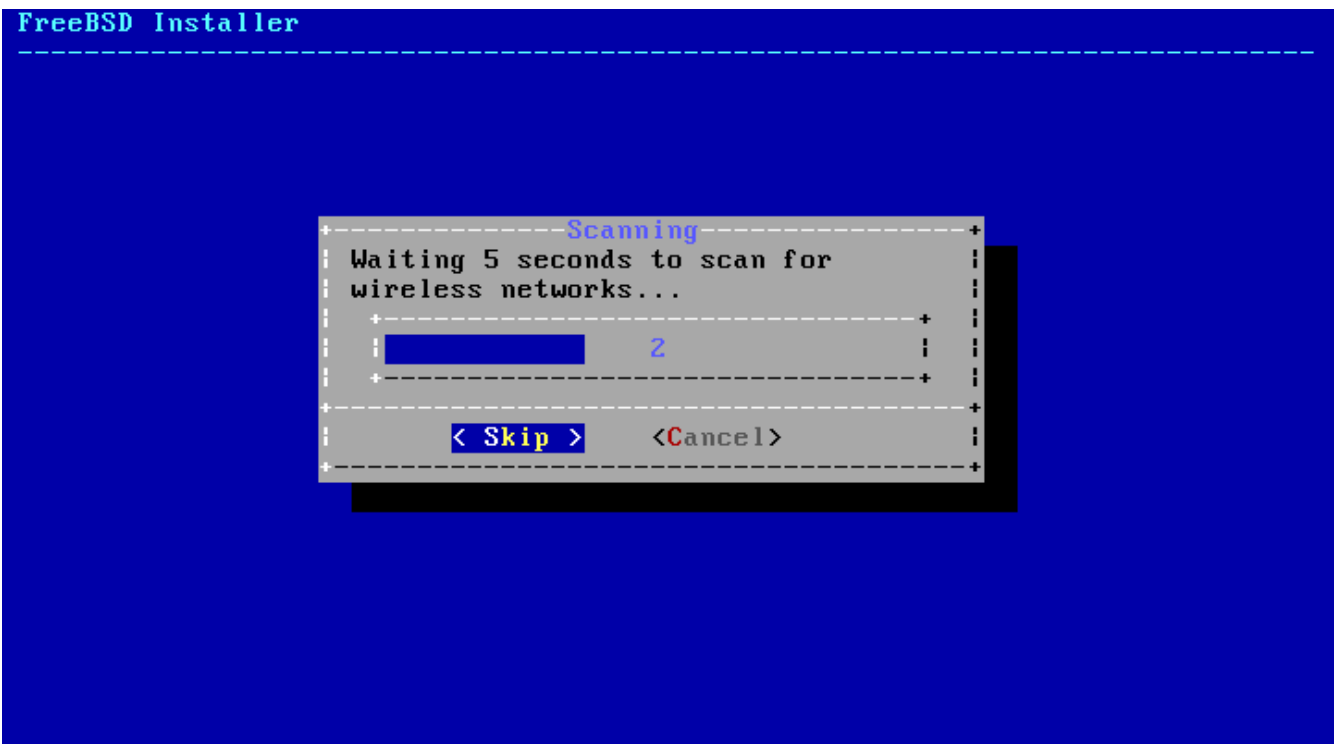 FreeBSD Installer
Scanning
Waiting 5 seconds to scan for
wireless networks...
2
< Skip > <Cancel>